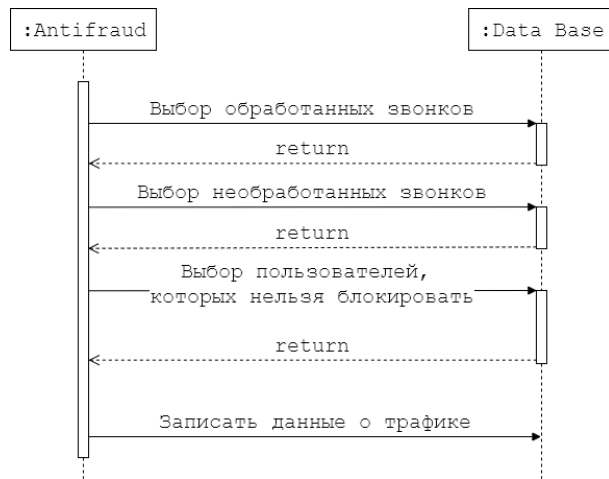 :Antifraud
:Data Base
Выбор обработанных звонков
return
Выбор необработанных звонков
return
Выбор пользователей,
которых нельзя блокировать
return
Записать данные о трафике